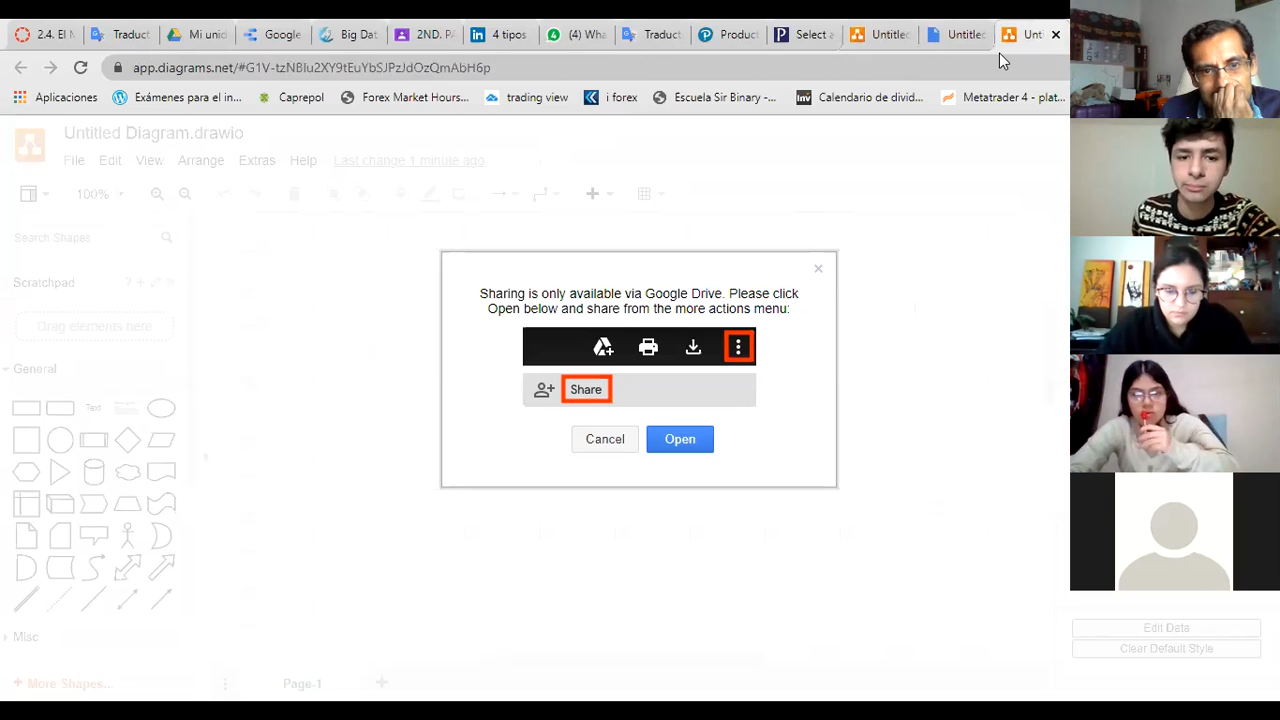 2.4. El N
Traduct
Mi unio
Google
Big Dat
2ND. PA
4 tipos
(4) Wha
Traduct
Product
Select a
Untitlec
Untitlec
Unti
app.diagrams.net/
Aplicaciones
Exámenes para el in...
Caprepol
Forex Market Hours...
trading view
i forex
Escuela Sir Binary -...
inv
Calendario de divid...
Metatrader 4 - plat...
Untitled Diagram.drawio
File Edit View Arrange Extras Help Last change 1 minute ago
100%
Search Shapes
Scratchpad
Drag elements here
General
Text
Misc
+ More Shapes...
Page-1
Sharing is only available via Google Drive. Please click
Open below and share from the more actions menu:
Share
Cancel Open
Edit Data
Clear Default Style